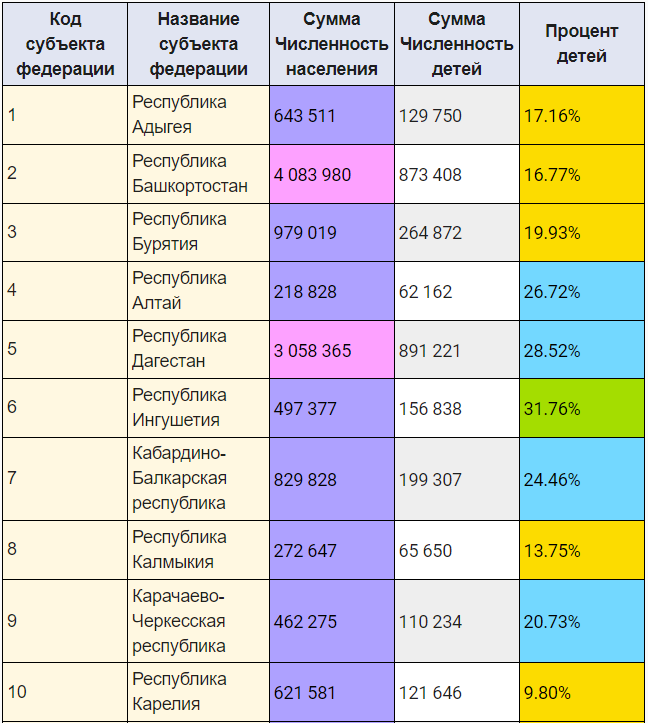 Код субъекта федерации
Название субъекта федерации
Сумма Численность населения
Сумма Численность детей
Процент детей
1
Республика
Адыгея
643 511
129 750
17.16%
2
Республика
Башкортостан
4 083 980
873 408
16.77%
3
Республика
Бурятия
979 019
264 872
19.93%
4
Республика
Алтай
218 828
62 162
26.72%
5
Республика
Дагестан
3 058 365
891 221
28.52%
6
Республика
Ингушетия
497 377
156 838
31.76%
7
Кабардино-
Балкарская
республика
829 828
199 307
24.46%
8
Республика
Калмыкия
272 647
65 650
13.75%
9
Карачаево-
Черкесская
республика
462 275
110 234
20.73%
10
Республика
Карелия
621 581
121 646
9.80%